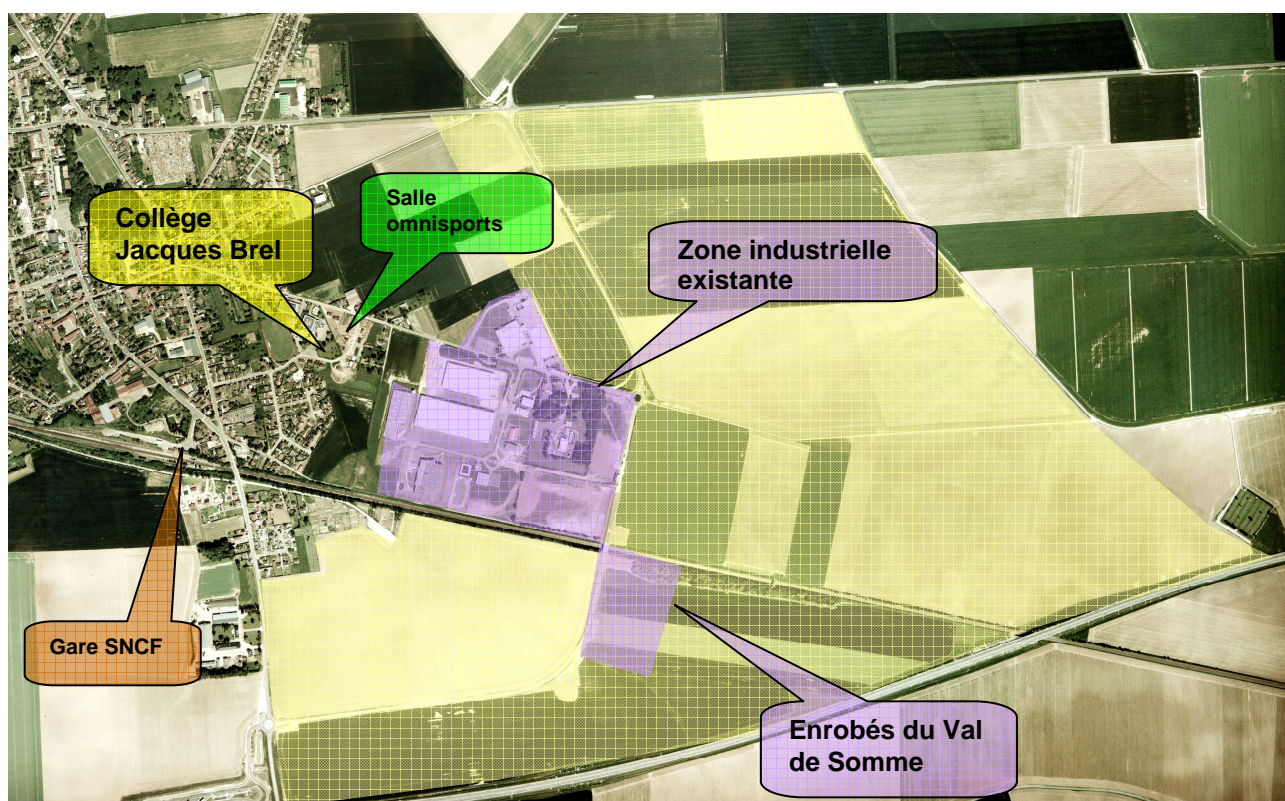 Collège
Jacques Brel
Salle
omnisports
Zone industrielle
existante
Gare SNCF
Enrobés du Val
de Somme